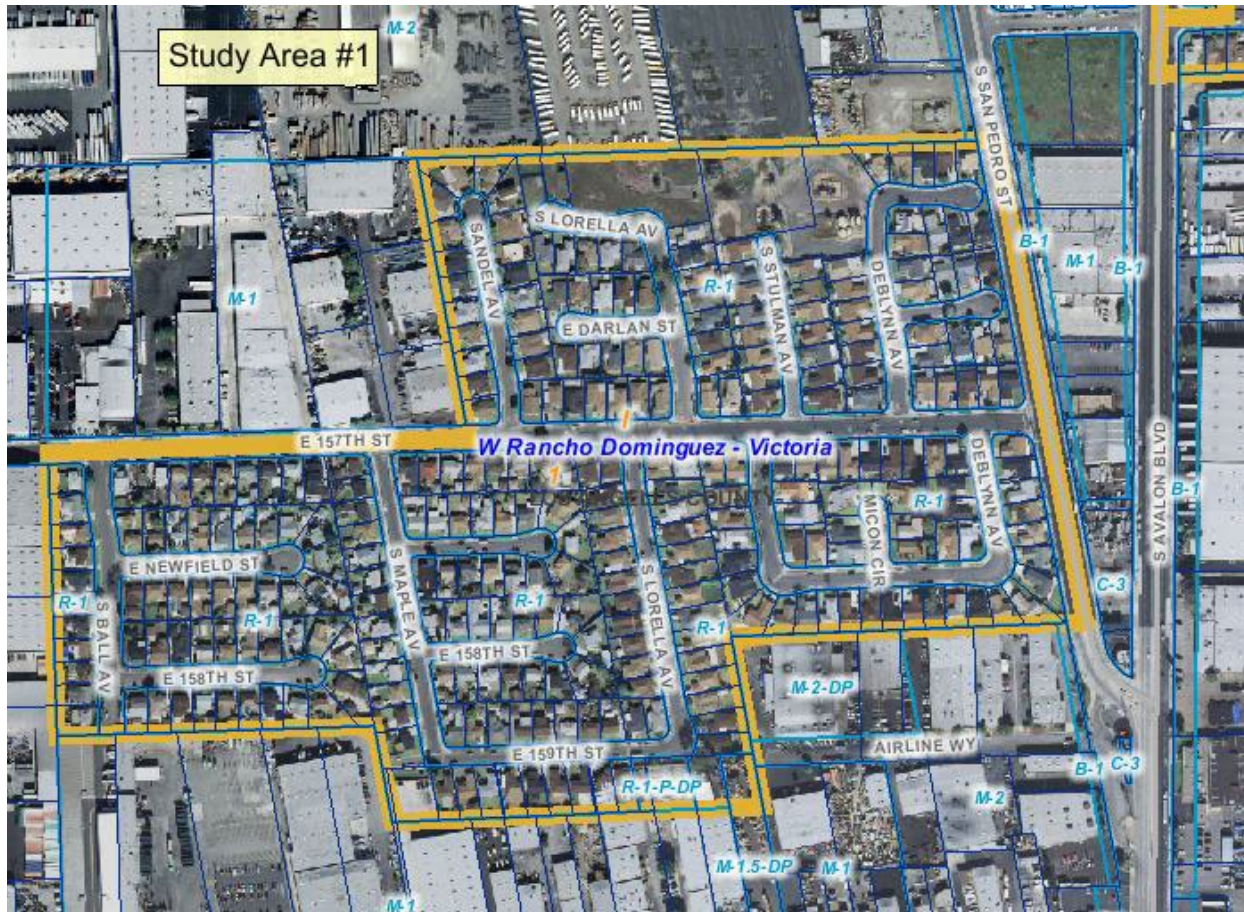 M-2
Study Area #1
S SAN PEDRO ST
S LORELLA AV
SANDEL AV
B-1
M-1
B-1
R-1
S STULMAN AV
DEBLYNN AV
M-1
E DARLAN ST
E 157TH ST
1
W Rancho Dominguez - Victoria
1
LOS ANGELES COUNTY
DEBLYNN AV
S AVALON BLVD
B-1
MICON CIR
R-1
E NEWFIELD ST
S MAPLE AV
S LORELLA AV
C-3
R-1
S BALL AV
R-1
R-1
R-1
E 158TH ST
E 158TH ST
M-2-DP
E 159TH ST
AIRLINE WY
B-1
C-3
R-1-P-DP
M-2
M-1.5-DP
M-1
M-1